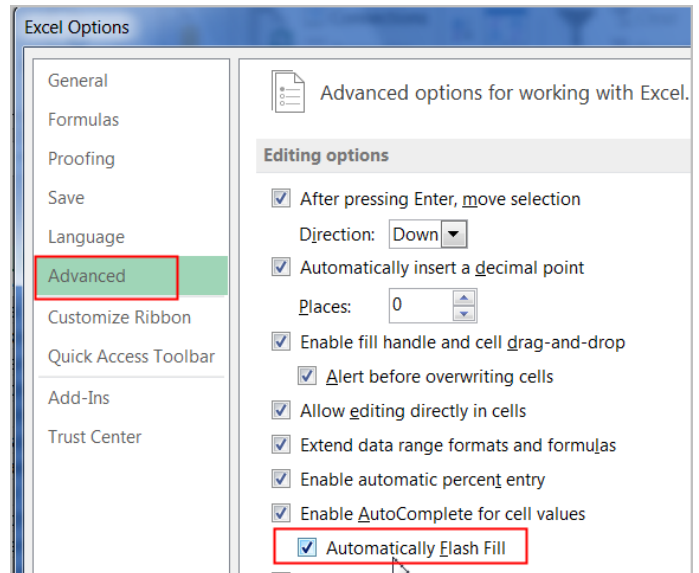 Excel Options
General
Formulas
Proofing
Save
Language
Advanced
Customize Ribbon
Quick Access Toolbar
Add-Ins
Trust Center
Advanced options for working with Excel.
Editing options
After pressing Enter, move selection
Direction: Down
Automatically insert a decimal point
Places: 0
Enable fill handle and cell drag-and-drop
Alert before overwriting cells
Allow editing directly in cells
Extend data range formats and formulas
Enable automatic percent entry
Enable AutoComplete for cell values
Automatically Flash Fill